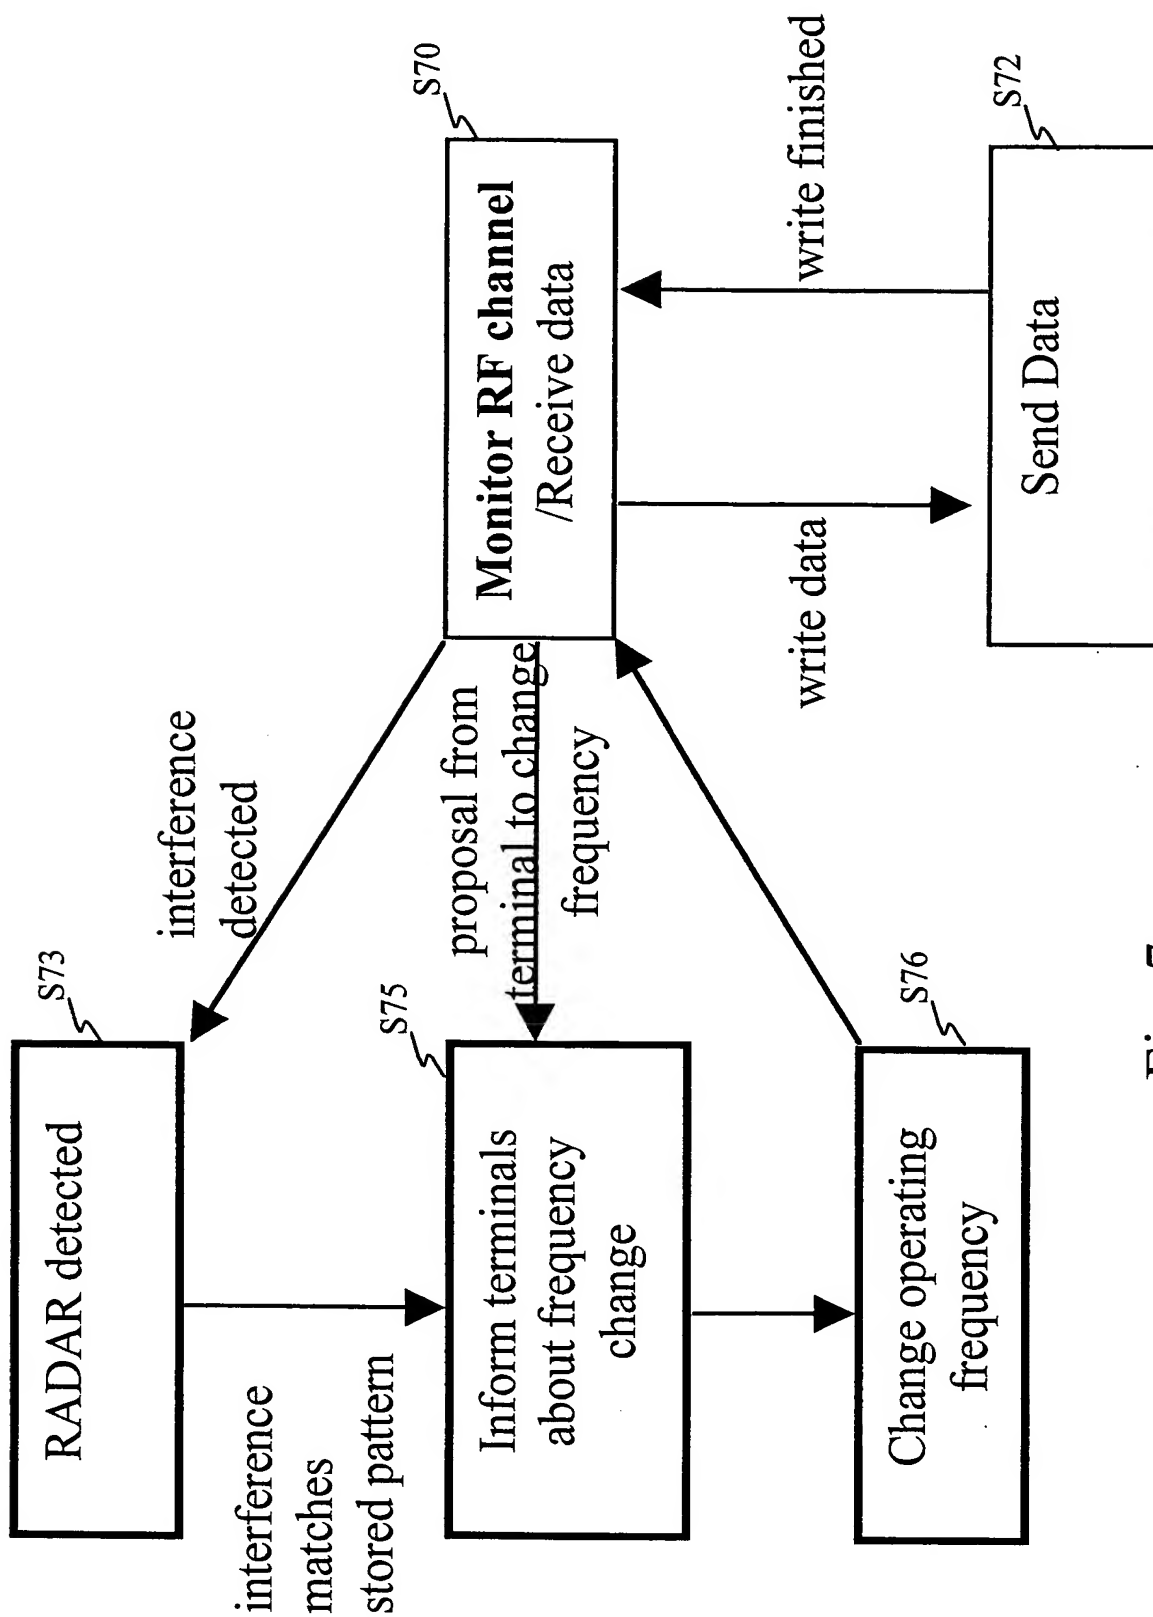 S73
RADAR detected
interference
detected
interference
matches
stored pattern
S70
Monitor RF channel
/Receive data
S75
Inform terminals
about frequency
change
proposal from
terminal to change
frequency
write data
write finished
S76
Change operating
frequency
S72
Send Data